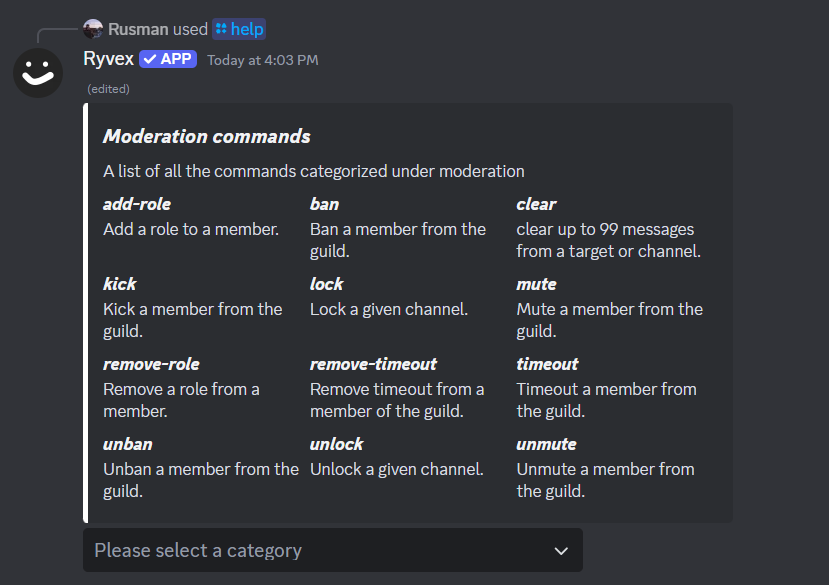 Rusman used help
Ryvex APP Today at 4:03 PM
(edited)
Moderation commands
A list of all the commands categorized under moderation
add-role
Add a role to a member.
ban
Ban a member from the
guild.
clear
clear up to 99 messages
from a target or channel.
kick
Kick a member from the
guild.
lock
Lock a given channel.
mute
Mute a member from the
guild.
remove-role
Remove a role from a
member.
remove-timeout
Remove timeout from a
member of the guild.
timeout
Timeout a member from
the guild.
unban
Unban a member from the
guild.
unlock
Unlock a given channel.
unmute
Unmute a member from
the guild.
Please select a category